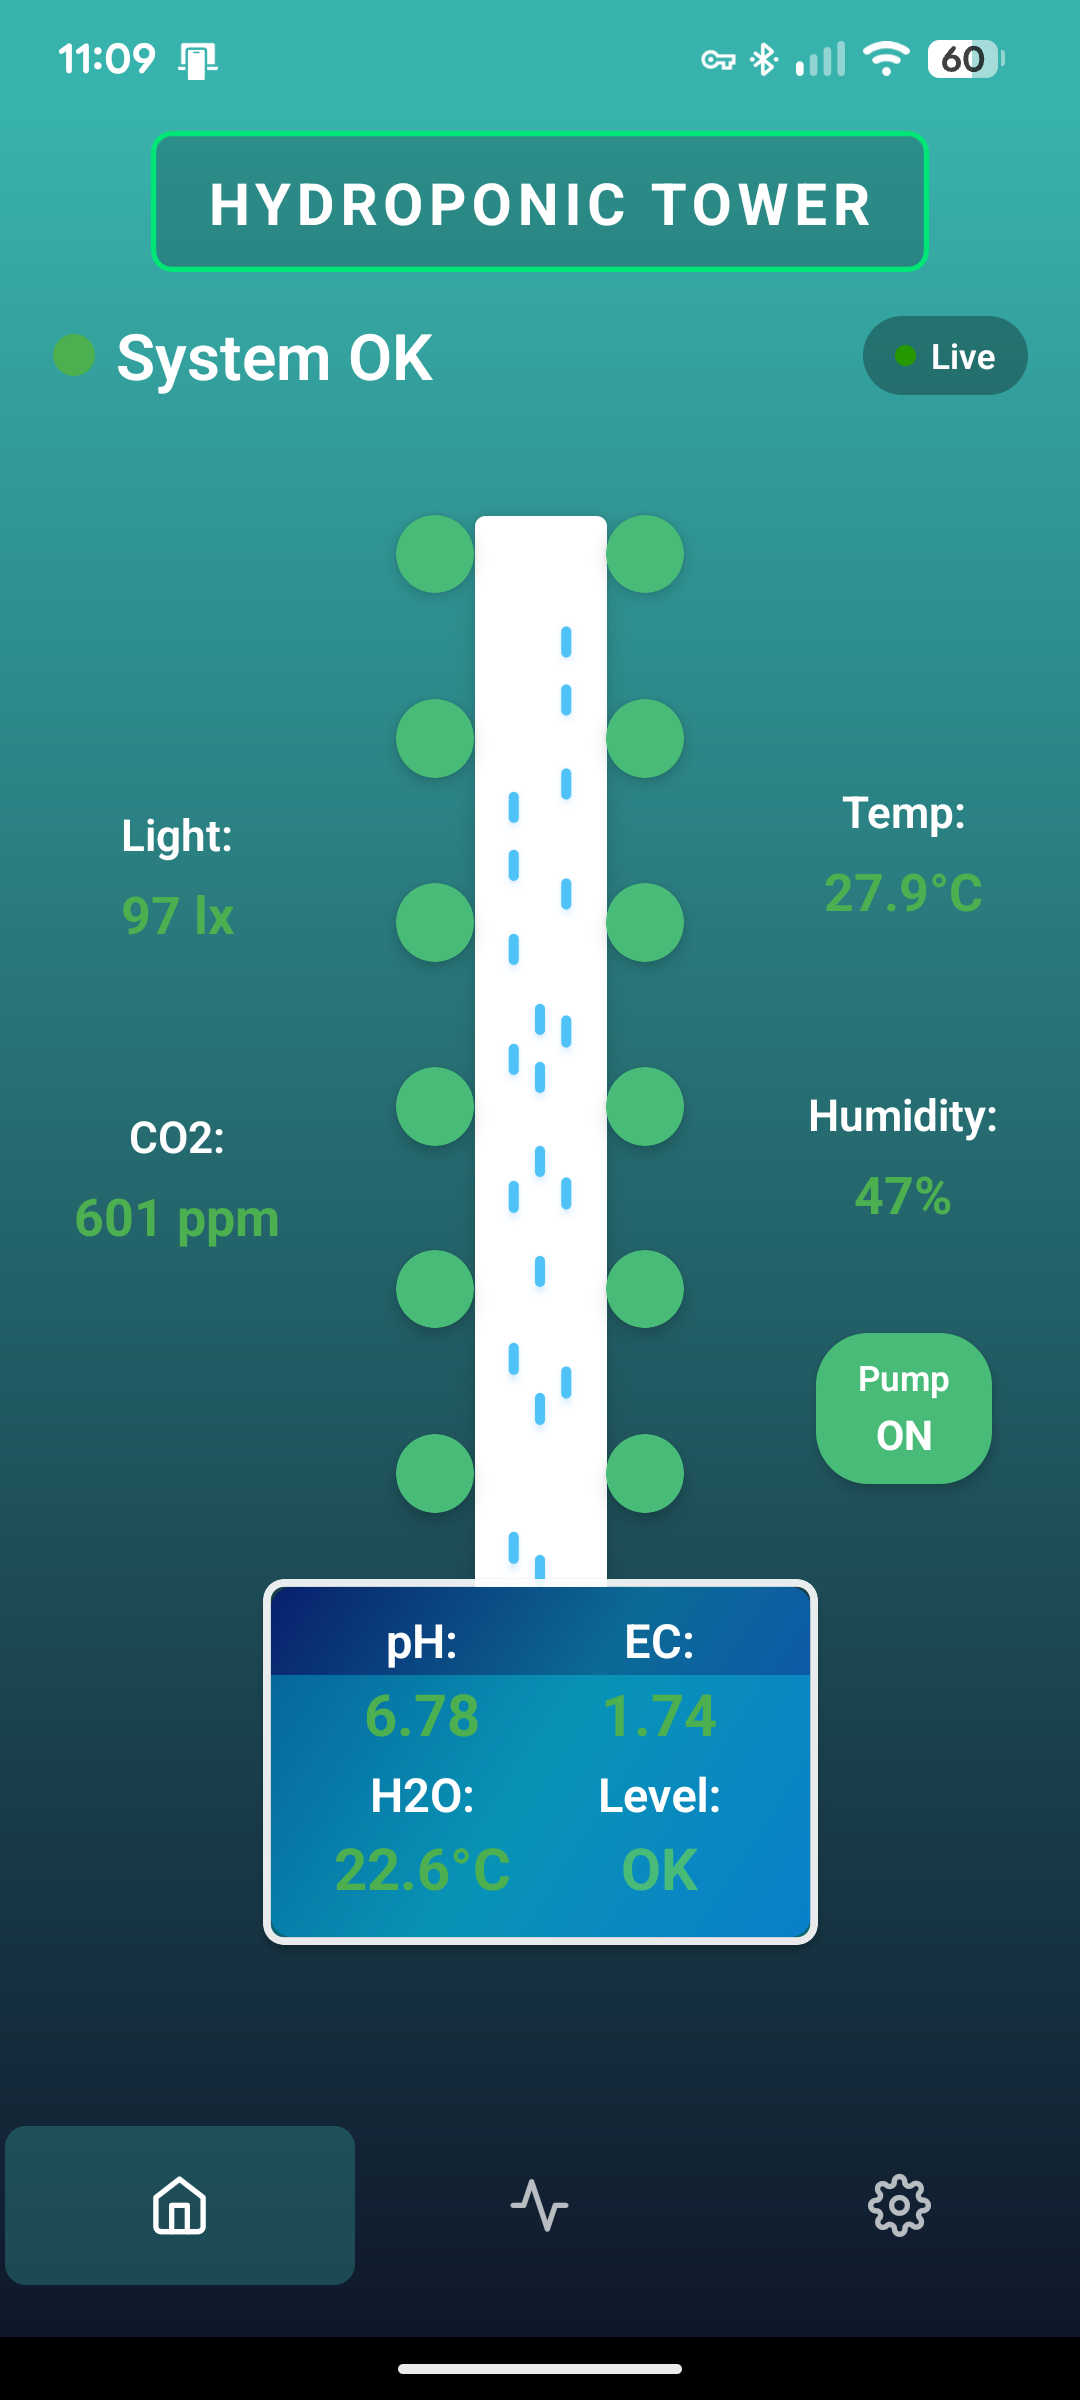 11:09
60
HYDROPONIC TOWER
System OK
Live
Light:
97 lx
Temp:
27.9°C
CO2:
601 ppm
Humidity:
47%
Pump
ON
pH:
6.78
EC:
1.74
H2O:
22.6°C
Level:
OK